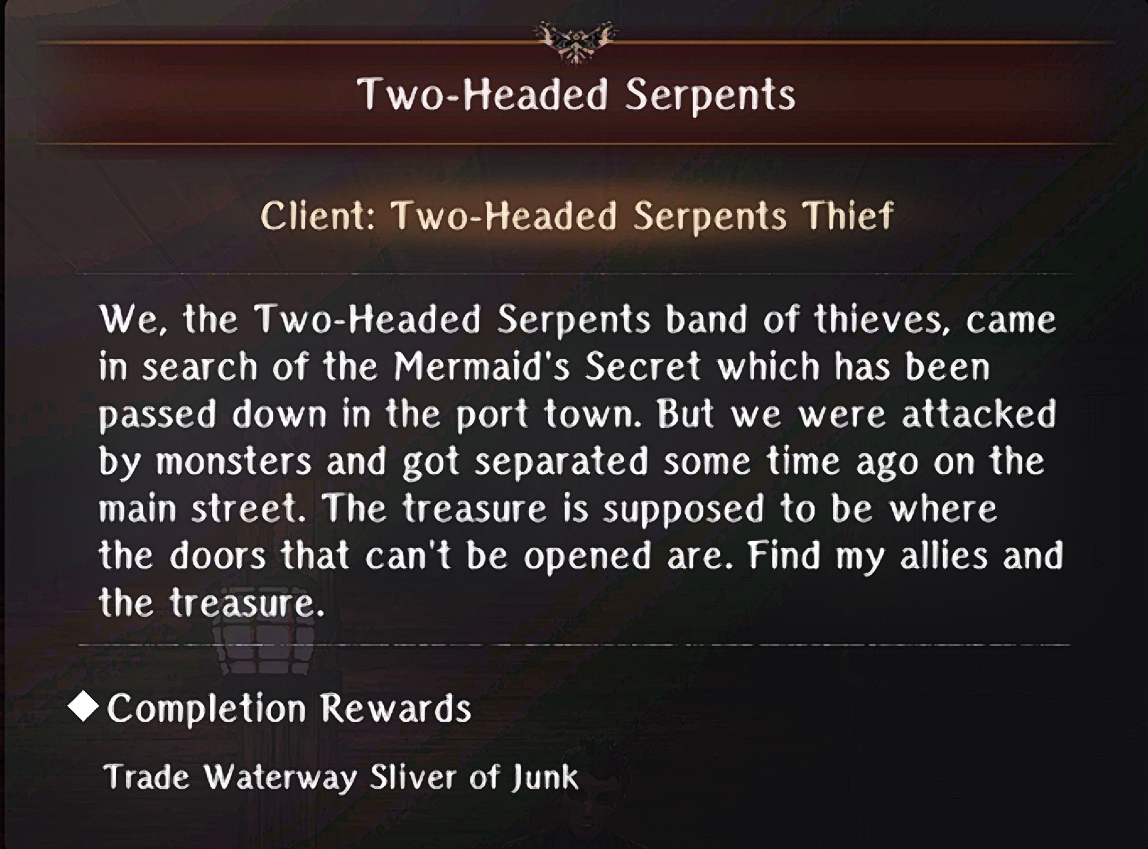 Two-Headed Serpents
Client: Two-Headed Serpents Thief
We, the Two-Headed Serpents band of thieves, came
in search of the Mermaid's Secret which has been
passed down in the port town. But we were attacked
by monsters and got separated some time ago on the
main street. The treasure is supposed to be where
the doors that can't be opened are. Find my allies and
the treasure.
Completion Rewards
Trade Waterway Sliver of Junk